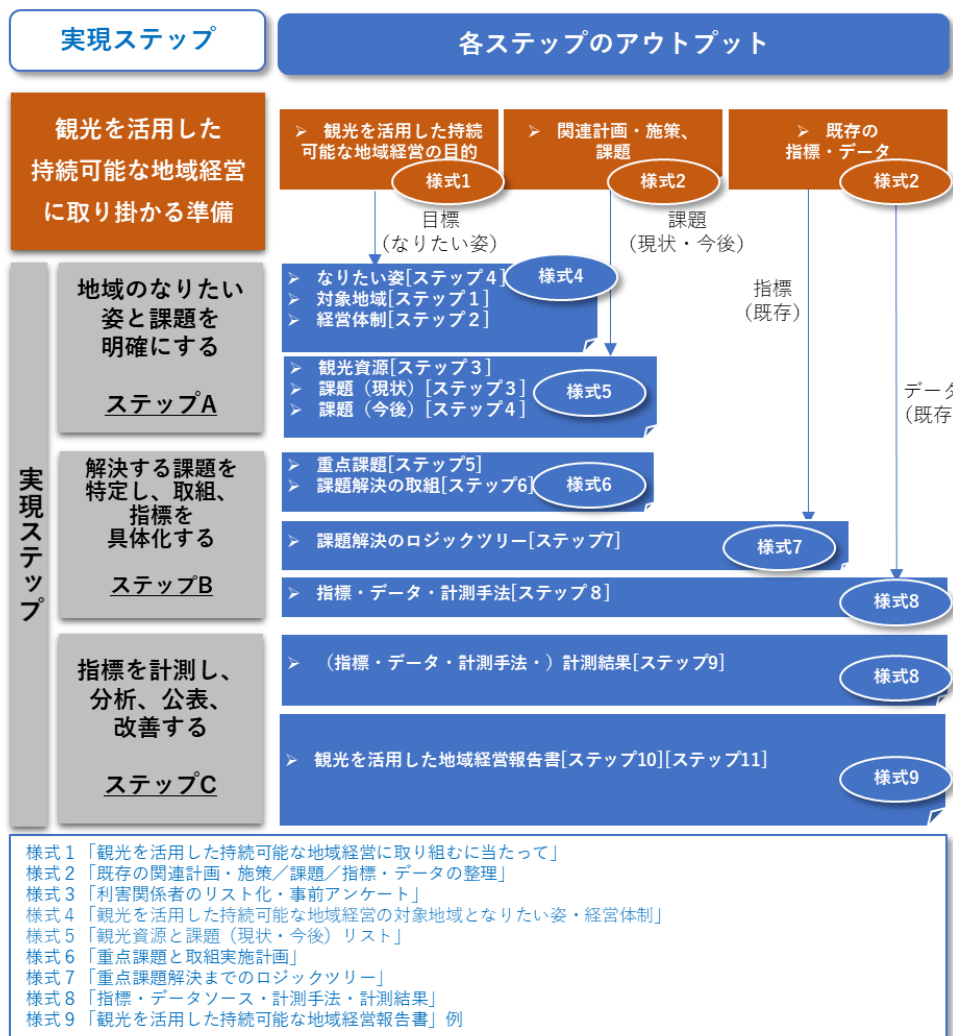 実現ステップ
各ステップのアウトプット
観光を活用した
持続可能な地域経営
に取り掛かる準備
➢ 観光を活用した持続
可能な地域経営の目的
様式1
➢ 関連計画・施策、
課題
様式2
➢ 既存の
指標・データ
様式2
目標
(なりたい姿)
課題
(現状・今後)
指標
(既存)
データ
(既存
実現ステップ
地域のなりたい
姿と課題を
明確にする
ステップA
➢ なりたい姿[ステップ4]
➢ 対象地域[ステップ1]
➢ 経営体制[ステップ2]
様式4
➢ 観光資源[ステップ3]
➢ 課題(現状)[ステップ3]
➢ 課題(今後)[ステップ4]
様式5
解決する課題を
特定し、取組、
指標を
具体化する
ステップB
➢ 重点課題[ステップ5]
➢ 課題解決の取組[ステップ6]
様式6
➢ 課題解決のロジックツリー[ステップ7]
様式7
➢ 指標・データ・計測手法[ステップ8]
様式8
指標を計測し、
分析、公表、
改善する
ステップC
➢ (指標・データ・計測手法・)計測結果[ステップ9]
様式8
➢ 観光を活用した地域経営報告書[ステップ10][ステップ11]
様式9
様式1「観光を活用した持続可能な地域経営に取り組むに当たって」
様式2「既存の関連計画・施策/課題/指標・データの整理」
様式3「利害関係者のリスト化・事前アンケート」
様式4「観光を活用した持続可能な地域経営の対象地域となりたい姿・経営体制」
様式5「観光資源と課題(現状・今後)リスト」
様式6「重点課題と取組実施計画」
様式7「重点課題解決までのロジックツリー」
様式8「指標・データソース・計測手法・計測結果」
様式9「観光を活用した持続可能な地域経営報告書」例